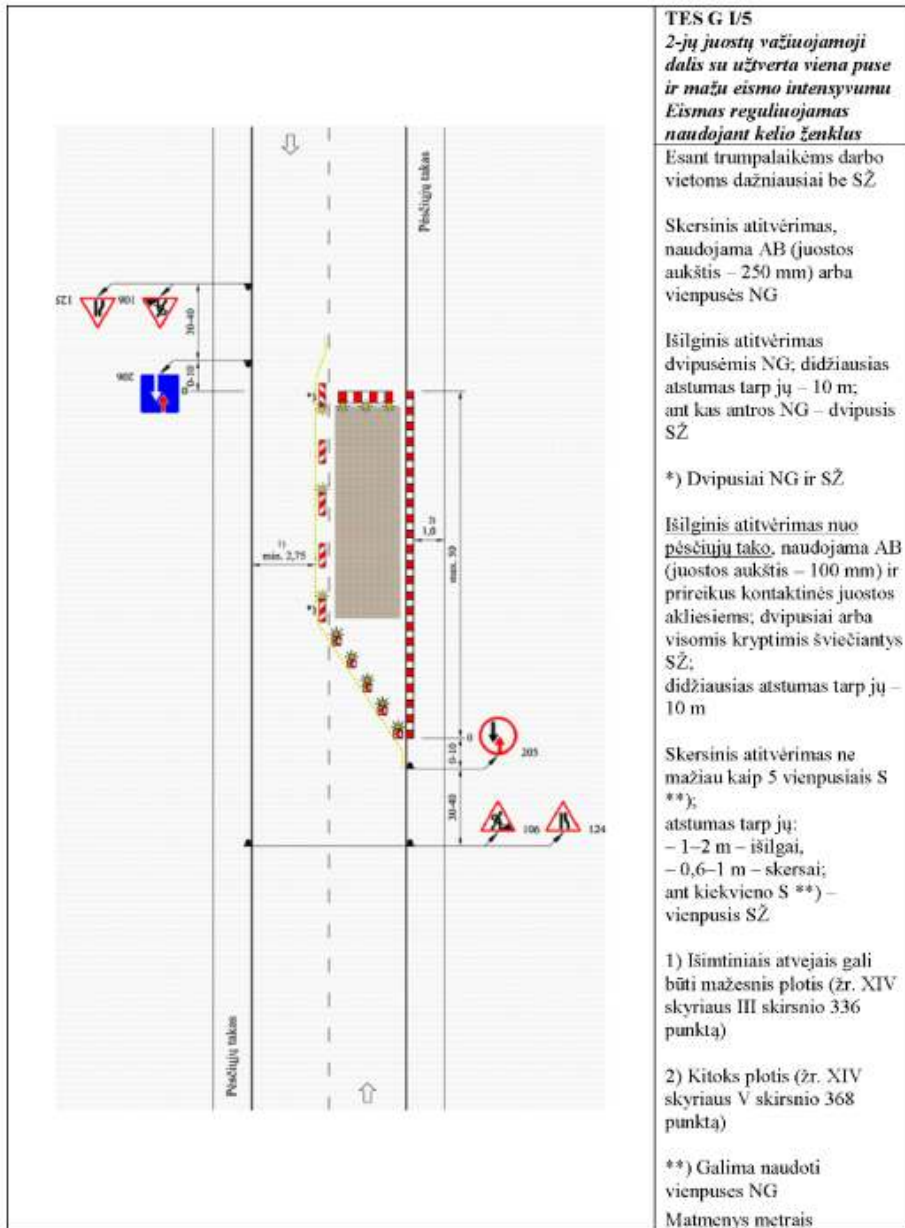 TES G I/5
2-jų juostų važiuojamoji
dalis su užtverta viena puse
ir mažu eismo intensyvumu
Eismas reguliuojamas
naudojant kelio ženklus
Esant trumpalaikėms darbo
vietoms dažniausiai be SŽ
Skersinis atitvėrimas,
naudojama AB (juostos
aukštis – 250 mm) arba
vienpusės NG
Išilginis atitvėrimas
dvipusėmis NG; didžiausias
atstumas tarp jų – 10 m;
ant kas antros NG – dvipusis
SŽ
*) Dvipusiai NG ir SŽ
Išilginis atitvėrimas nuo
pėsčiųjų tako, naudojama AB
(juostos aukštis – 100 mm) ir
prireikus kontaktinės juostos
akliesiems; dvipusiai arba
visomis kryptimis šviečiantys
SŽ;
didžiausias atstumas tarp jų –
10 m
Skersinis atitvėrimas ne
mažiau kaip 5 vienpusiais S
**);
atstumas tarp jų:
– 1–2 m – išilgai,
– 0,6–1 m – skersai;
ant kiekvieno S **) –
vienpusis SŽ
1) Išimtiniais atvejais gali
būti mažesnis plotis (žr. XIV
skyriaus III skirsnio 336
punktą)
2) Kitoks plotis (žr. XIV
skyriaus V skirsnio 368
punktą)
**) Galima naudoti
vienpuses NG
Matmenys metrais
Pėsčiųjų takas
125
106
30-40
0-10
206
0
*)
1)
min. 2,75
2)
1,0
max. 50
*)
0
0-10
205
30-40
106
124
Pėsčiųjų takas